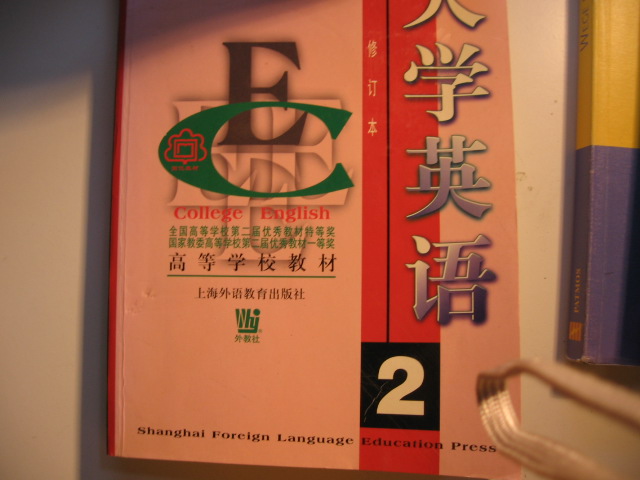 大学英语
修订本
EC
College English
全国高等学校第二届优秀教材特等奖
国家教委高等学校第二届优秀教材一等奖
高等学校教材
上海外语教育出版社
Why
外教社
2
Shanghai Foreign Language Education Press
WEGE
PATMOS